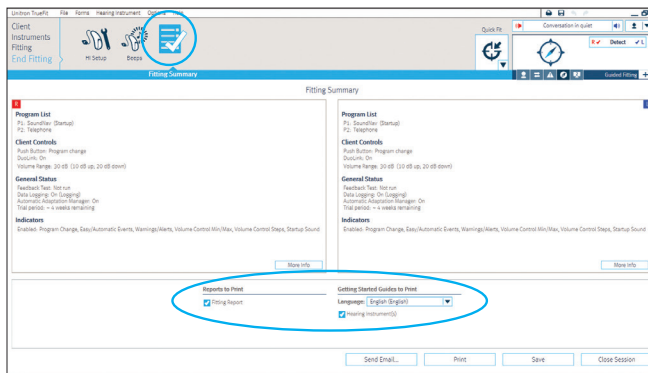 Unitron TrueFit File Forms Hearing Instrument Options Help
Client
Instruments
Fitting
End Fitting
HI Setup
Beeps
Fitting Summary
Quick Fit
Conversation in quiet
R Detect L
Guided Fitting
Fitting Summary
R
Program List
P1. SoundNav (Startup)
P2. Telephone
Client Controls
Push Button: Program change
DuoLink: On
Volume Range: 30 dB (10 dB up, 20 dB down)
General Status
Feedback Test: Not run
Data Logging: On (Logging)
Automatic Adaptation Manager: On
Trial period: ~ 4 weeks remaining
Indicators
Enabled: Program Change, Easy/Automatic Events, Warnings/Alerts, Volume Control Min/Max, Volume Control Steps, Startup Sound
More Info
Program List
P1. SoundNav (Startup)
P2. Telephone
Client Controls
Push Button: Program change
DuoLink: On
Volume Range: 30 dB (10 dB up, 20 dB down)
General Status
Feedback Test: Not run
Data Logging: On (Logging)
Automatic Adaptation Manager: On
Trial period: ~ 4 weeks remaining
Indicators
Enabled: Program Change, Easy/Automatic Events, Warnings/Alerts, Volume Control Min/Max, Volume Control Steps, Startup Sound
More Info
Reports to Print
Fitting Report
Getting Started Guides to Print
Language: English (English)
Hearing Instrument(s)
Send Email...
Print
Save
Close Session